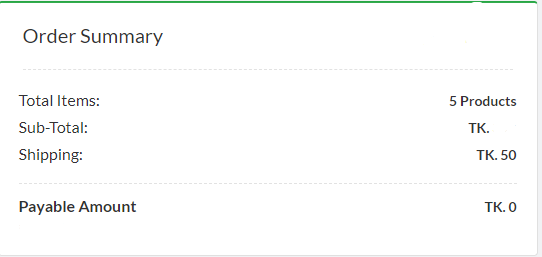 Order Summary
Total Items: 5 Products
Sub-Total: TK.
Shipping: TK. 50
Payable Amount TK. 0